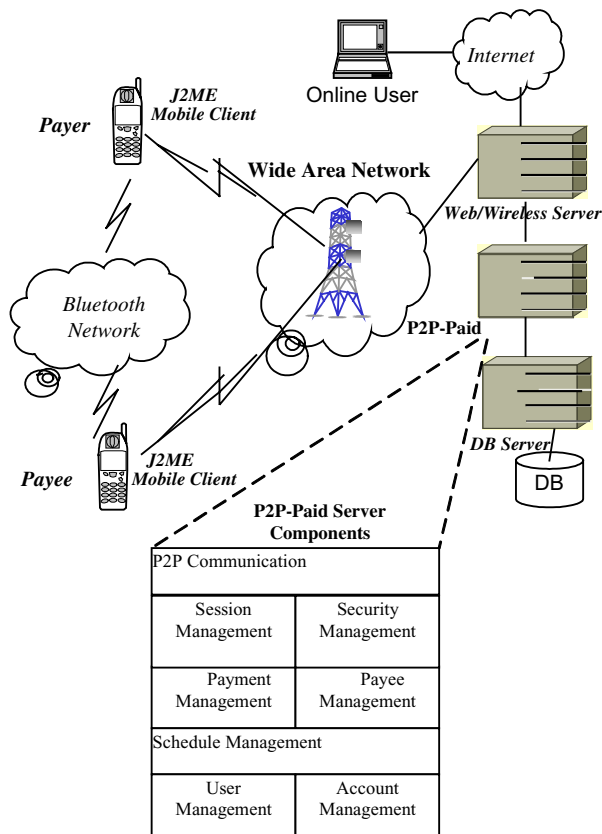 Internet
Online User
J2ME
Mobile Client
Payer
Wide Area Network
Web/Wireless Server
Bluetooth
Network
P2P-Paid
DB Server
J2ME
Mobile Client
Payee
DB
P2P-Paid Server
Components
P2P Communication
Session
Management
Security
Management
Payment
Management
Payee
Management
Schedule Management
User
Management
Account
Management